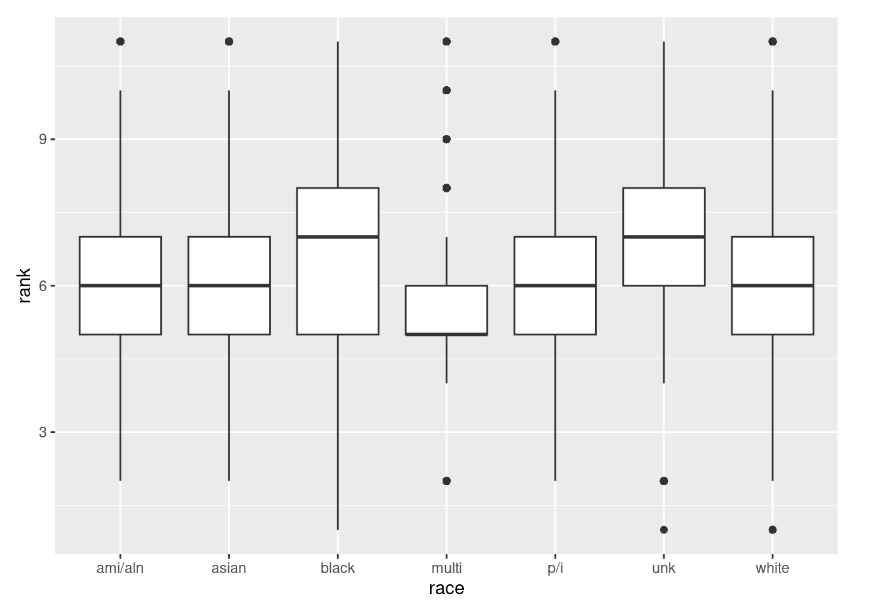 9
6
3
rank
ami/aln asian black multi p/i unk white
race